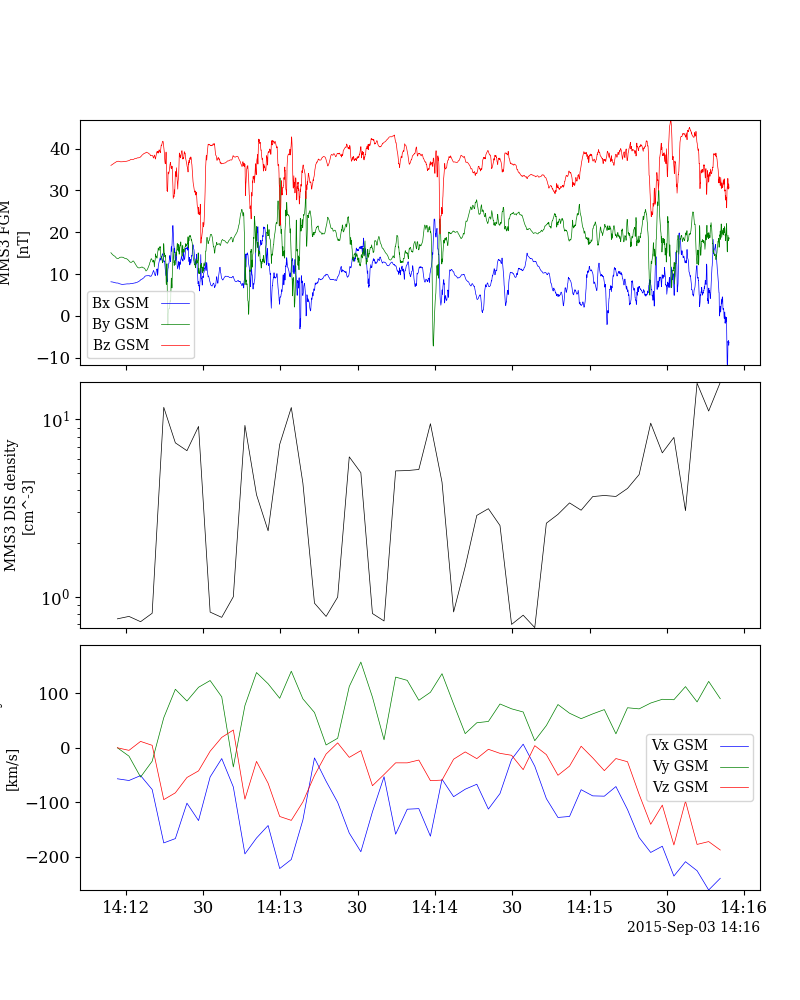 MMS3 FGM
[nT]
40
30
20
10
0
−10
Bx GSM
By GSM
Bz GSM
MMS3 DIS density
[cm^-3]
10^1
10^0
[km/s]
100
0
−100
−200
Vx GSM
Vy GSM
Vz GSM
14:12 30 14:13 30 14:14 30 14:15 30 14:16
2015-Sep-03 14:16